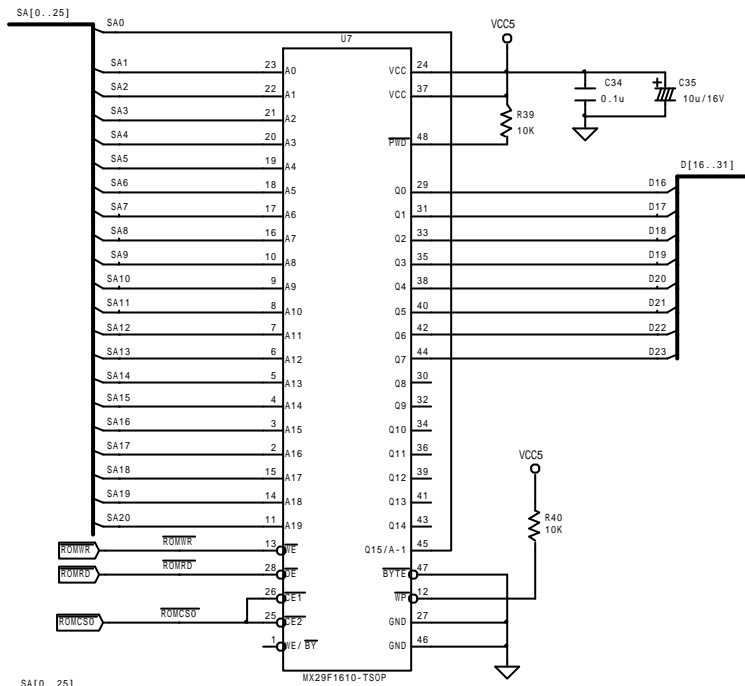 SA[0..25]
SA0
U7
VCC5
SA1 23 A0 VCC 24 C34 C35
SA2 22 A1 VCC 37 0.1u 10u/16V
SA3 21 A2 R39
SA4 20 A3 PWD 48 10K
SA5 19 A4 D[16..31]
SA6 18 A5 Q0 29 D16
SA7 17 A6 Q1 31 D17
SA8 16 A7 Q2 33 D18
SA9 10 A8 Q3 35 D19
SA10 9 A9 Q4 38 D20
SA11 8 A10 Q5 40 D21
SA12 7 A11 Q6 42 D22
SA13 6 A12 Q7 44 D23
SA14 5 A13 Q8 30
SA15 4 A14 Q9 32
SA16 3 A15 Q10 34
SA17 2 A16 Q11 36 VCC5
SA18 15 A17 Q12 39
SA19 14 A18 Q13 41
SA20 11 A19 Q14 43 R40
ROMWR ROMWR 13 WE Q15/A-1 45 10K
ROMRD ROMRD 28 OE BYTE 47
26 CE1 WP 12
ROMCS0 ROMCS0 25 CE2 GND 27
1 WE/BY GND 46
MX29F1610-TSOP
SA[0..25]